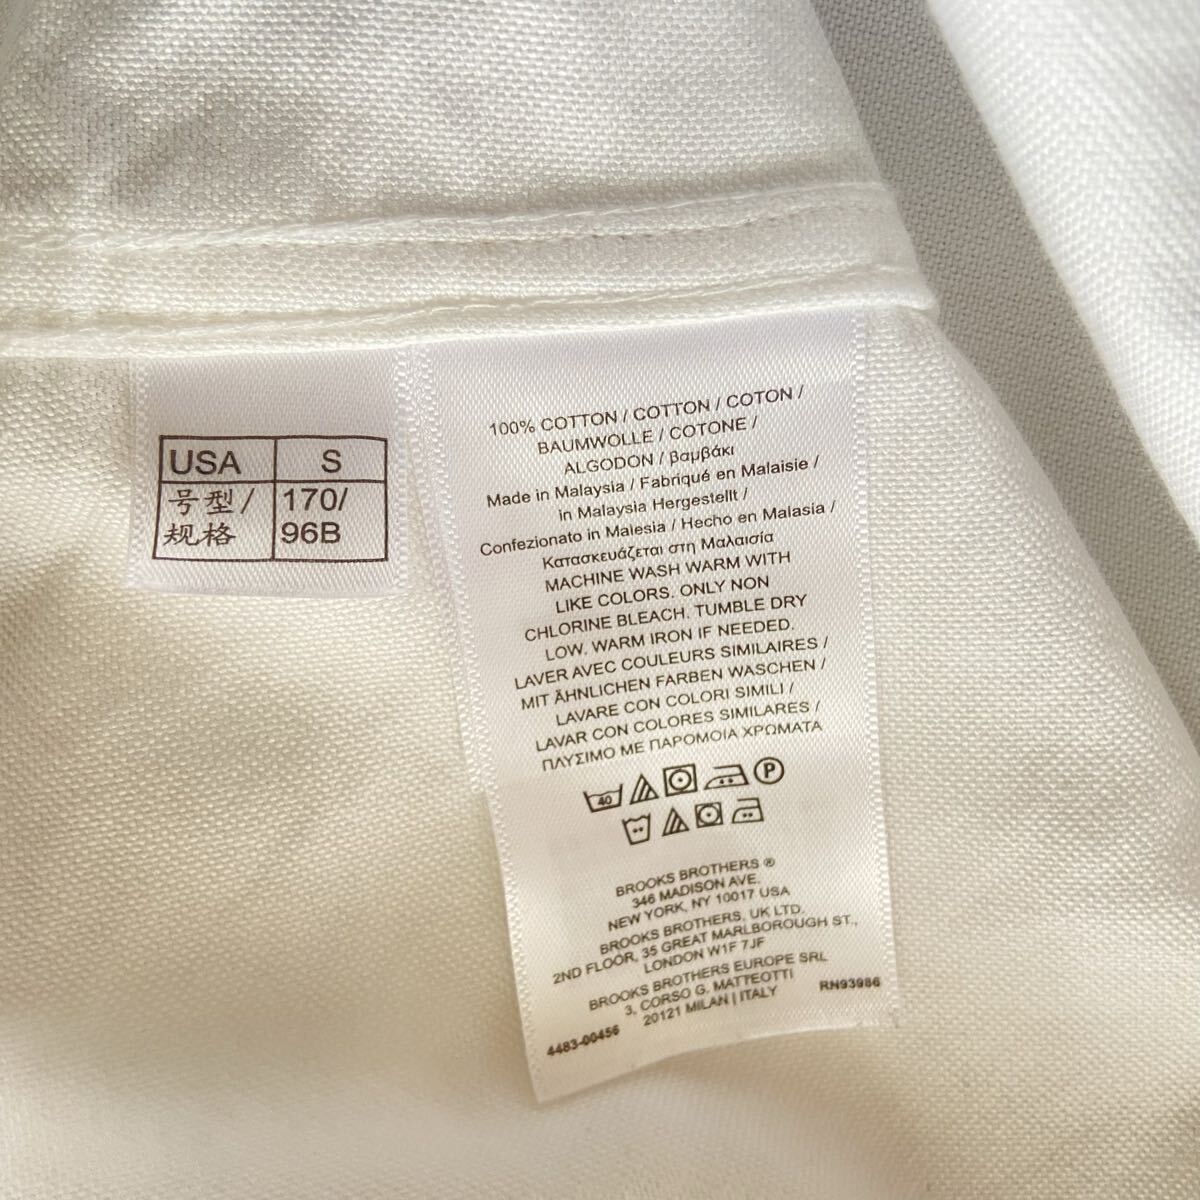 USA S
号型/ 170/
规格 96B
100% COTTON / COTTON / COTON /
BAUMWOLLE / COTONE /
ALGODON / βαμβάκι
Made in Malaysia / Fabriqué en Malaisie /
in Malaysia Hergestellt /
Confezionato in Malesia / Hecho en Malasia /
Κατασκευάζεται στη Μαλαισία
MACHINE WASH WARM WITH
LIKE COLORS. ONLY NON
CHLORINE BLEACH. TUMBLE DRY
LOW. WARM IRON IF NEEDED.
LAVER AVEC COULEURS SIMILAIRES /
MIT ÄHNLICHEN FARBEN WASCHEN /
LAVARE CON COLORI SIMILI /
LAVAR CON COLORES SIMILARES /
ΠΛΥΣΙΜΟ ΜΕ ΠΑΡΟΜΟΙΑ ΧΡΩΜΑΤΑ
40 P
BROOKS BROTHERS ®
346 MADISON AVE.
NEW YORK, NY 10017 USA
BROOKS BROTHERS, UK LTD.
2ND FLOOR, 35 GREAT MARLBOROUGH ST.,
LONDON W1F 7JF
BROOKS BROTHERS EUROPE SRL
3, CORSO G. MATTEOTTI
20121 MILAN | ITALY
4483-00456 RN93986